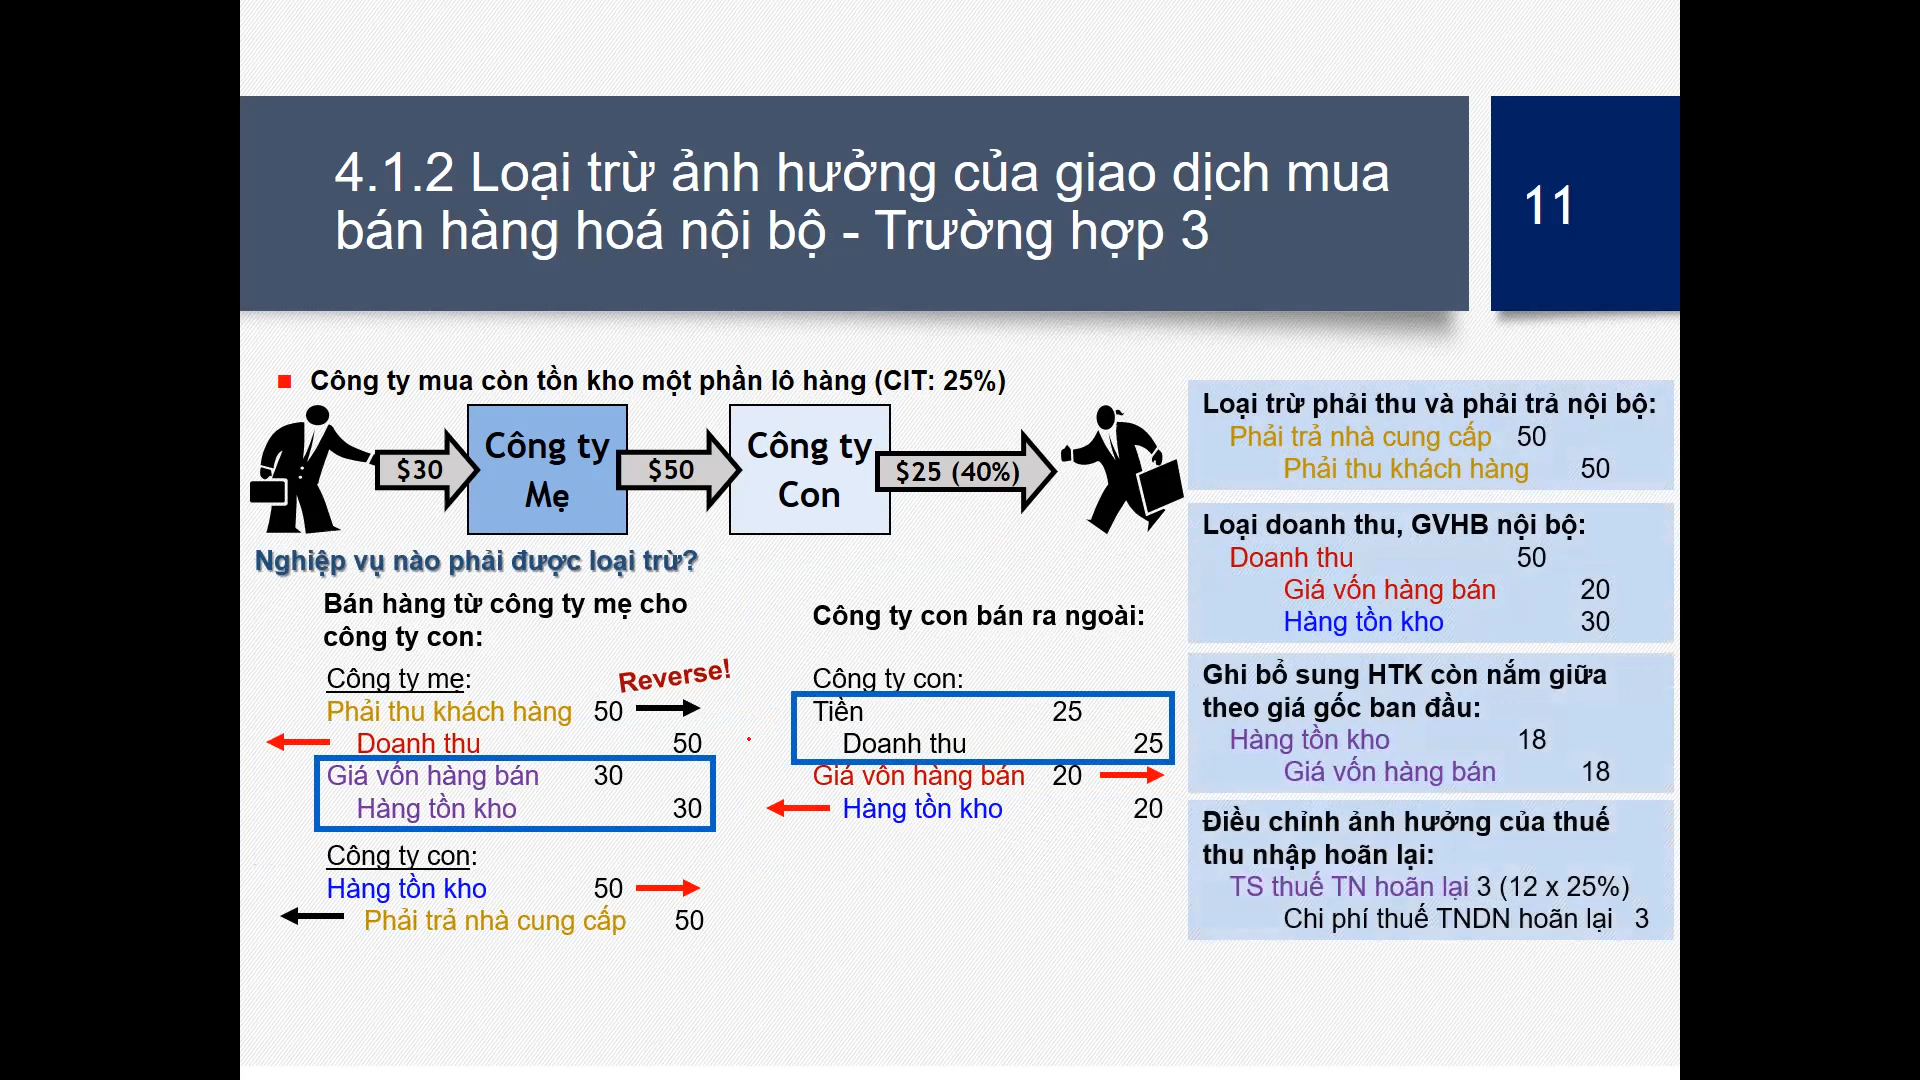 4.1.2 Loại trừ ảnh hưởng của giao dịch mua
bán hàng hoá nội bộ - Trường hợp 3
11
Công ty mua còn tồn kho một phần lô hàng (CIT: 25%)
$30
Công ty
Mẹ
$50
Công ty
Con
$25 (40%)
Nghiệp vụ nào phải được loại trừ?
Bán hàng từ công ty mẹ cho
công ty con:
Công ty mẹ:
Reverse!
Phải thu khách hàng 50
Doanh thu 50
Giá vốn hàng bán 30
Hàng tồn kho 30
Công ty con:
Hàng tồn kho 50
Phải trả nhà cung cấp 50
Công ty con bán ra ngoài:
Công ty con:
Tiền 25
Doanh thu 25
Giá vốn hàng bán 20
Hàng tồn kho 20
Loại trừ phải thu và phải trả nội bộ:
Phải trả nhà cung cấp 50
Phải thu khách hàng 50
Loại doanh thu, GVHB nội bộ:
Doanh thu 50
Giá vốn hàng bán 20
Hàng tồn kho 30
Ghi bổ sung HTK còn nắm giữa
theo giá gốc ban đầu:
Hàng tồn kho 18
Giá vốn hàng bán 18
Điều chỉnh ảnh hưởng của thuế
thu nhập hoãn lại:
TS thuế TN hoãn lại 3 (12 x 25%)
Chi phí thuế TNDN hoãn lại 3